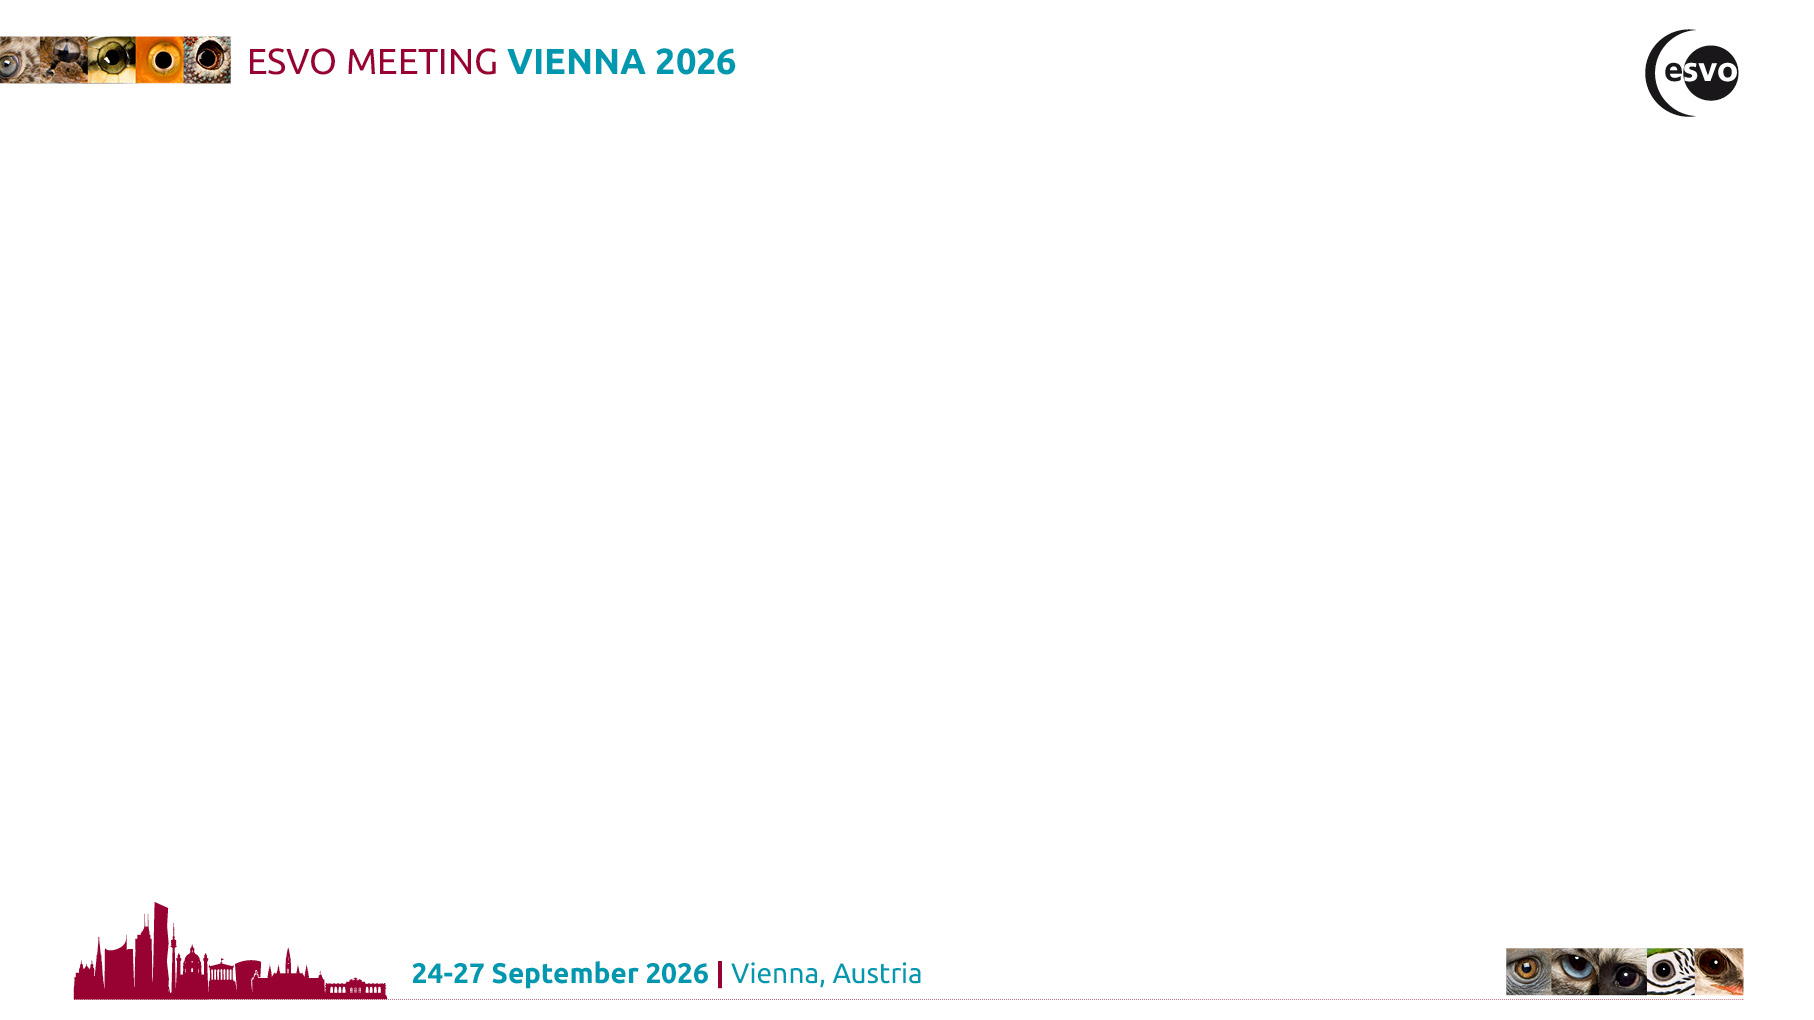 ESVO MEETING VIENNA 2026
esvo
24-27 September 2026 | Vienna, Austria